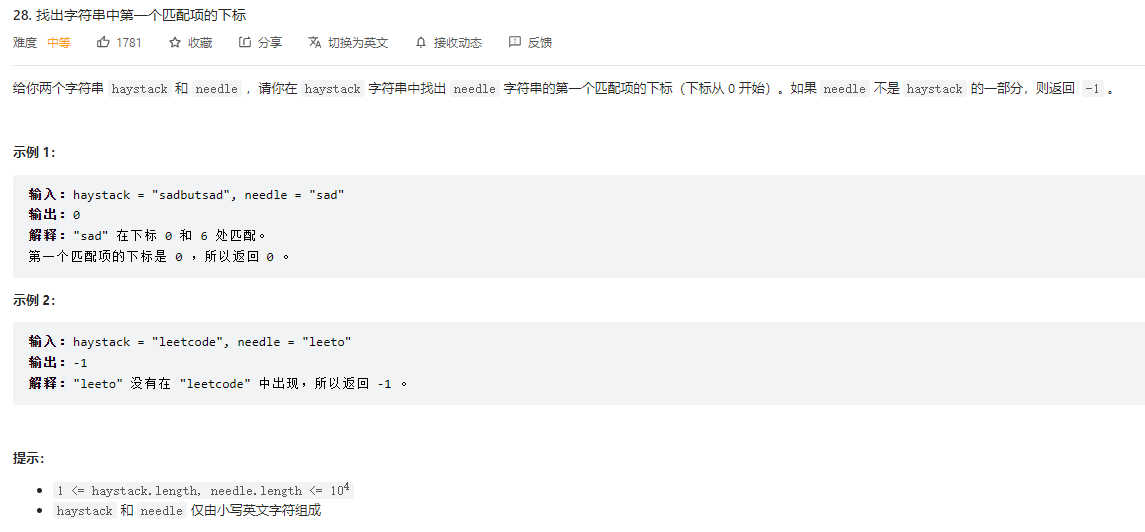 28. 找出字符串中第一个匹配项的下标
难度 中等 1781 收藏 分享 切换为英文 接收动态 反馈
给你两个字符串 haystack 和 needle ，请你在 haystack 字符串中找出 needle 字符串的第一个匹配项的下标（下标从 0 开始）。如果 needle 不是 haystack 的一部分，则返回 -1 。
示例 1：
输入：haystack = "sadbutsad", needle = "sad"
输出：0
解释："sad" 在下标 0 和 6 处匹配。
第一个匹配项的下标是 0 ，所以返回 0 。
示例 2：
输入：haystack = "leetcode", needle = "leeto"
输出：-1
解释："leeto" 没有在 "leetcode" 中出现，所以返回 -1 。
提示：
• 1 <= haystack.length, needle.length <= 10⁴
• haystack 和 needle 仅由小写英文字符组成